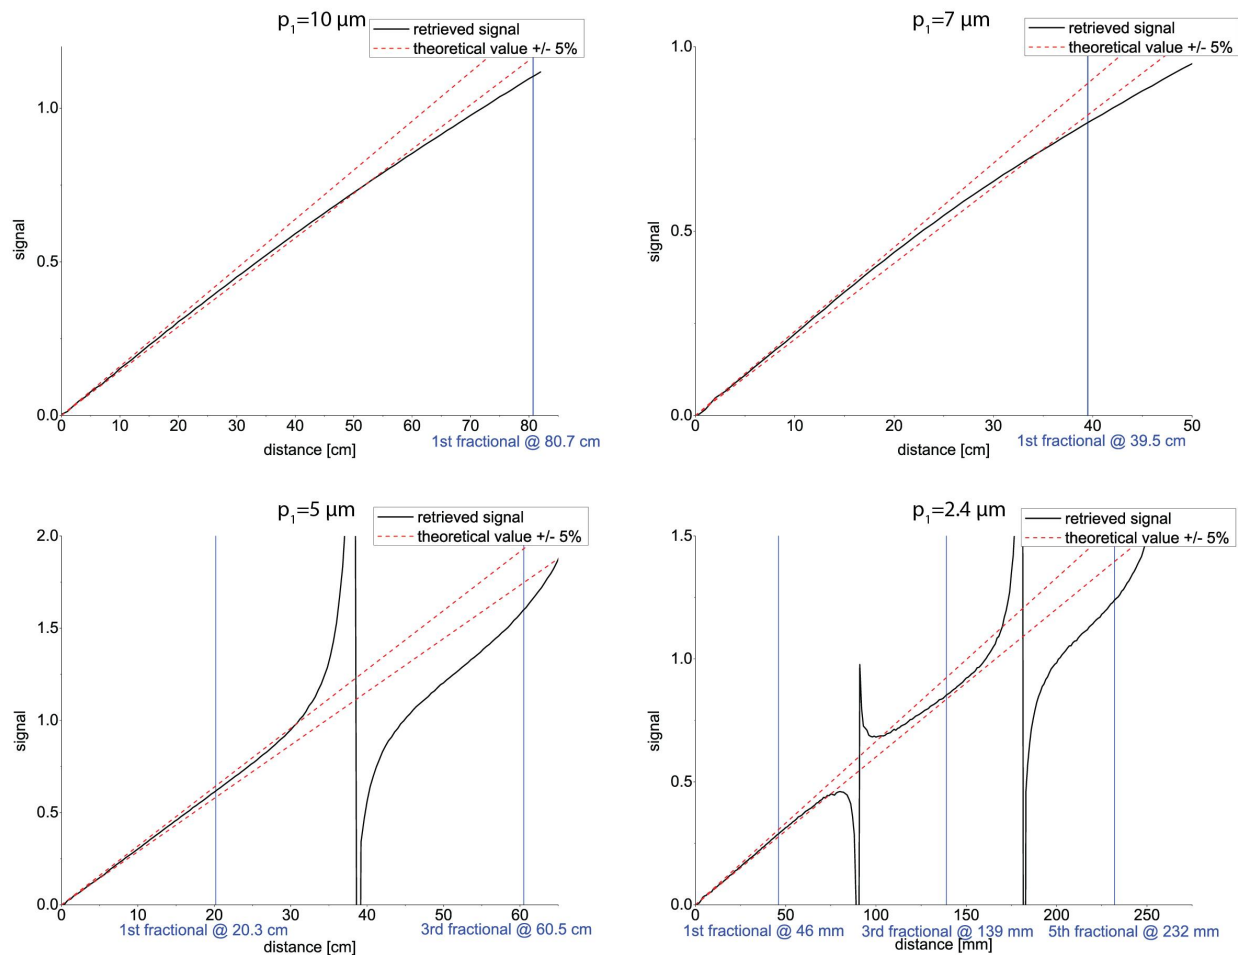 p1=10 µm
retrieved signal
theoretical value +/- 5%
1.0
0.5
0.0
signal
0 10 20 30 40 50 60 70 80
1st fractional @ 80.7 cm
distance [cm]
p1=7 µm
retrieved signal
theoretical value +/- 5%
1.0
0.5
0.0
signal
0 10 20 30 40 50
1st fractional @ 39.5 cm
distance [cm]
p1=5 µm
retrieved signal
theoretical value +/- 5%
2.0
1.5
1.0
0.5
0.0
signal
0 10 20 30 40 50 60
1st fractional @ 20.3 cm 3rd fractional @ 60.5 cm
distance [cm]
p1=2.4 µm
retrieved signal
theoretical value +/- 5%
1.5
1.0
0.5
0.0
signal
0 50 100 150 200 250
1st fractional @ 46 mm 3rd fractional @ 139 mm 5th fractional @ 232 mm
distance [mm]